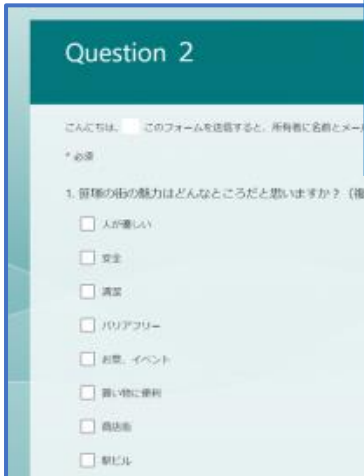 Question 2
こんにちは、 このフォームを送信すると、所有者に名前とメー
* 必須
1. 笹塚の街の魅力はどんなところだと思いますか？（複
人が優しい
安全
清潔
バリアフリー
お祭、イベント
買い物に便利
商店街
駅ビル